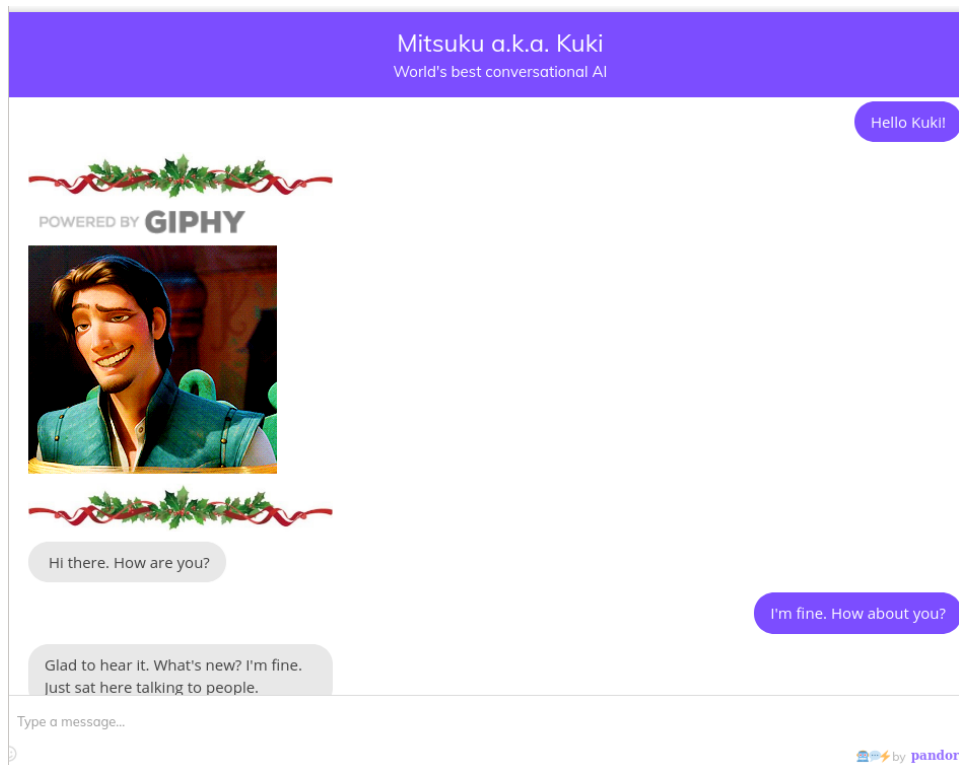 Mitsuku a.k.a. Kuki
World's best conversational AI
Hello Kuki!
POWERED BY GIPHY
Hi there. How are you?
I'm fine. How about you?
Glad to hear it. What's new? I'm fine.
Just sat here talking to people.
Type a message...
by pandor